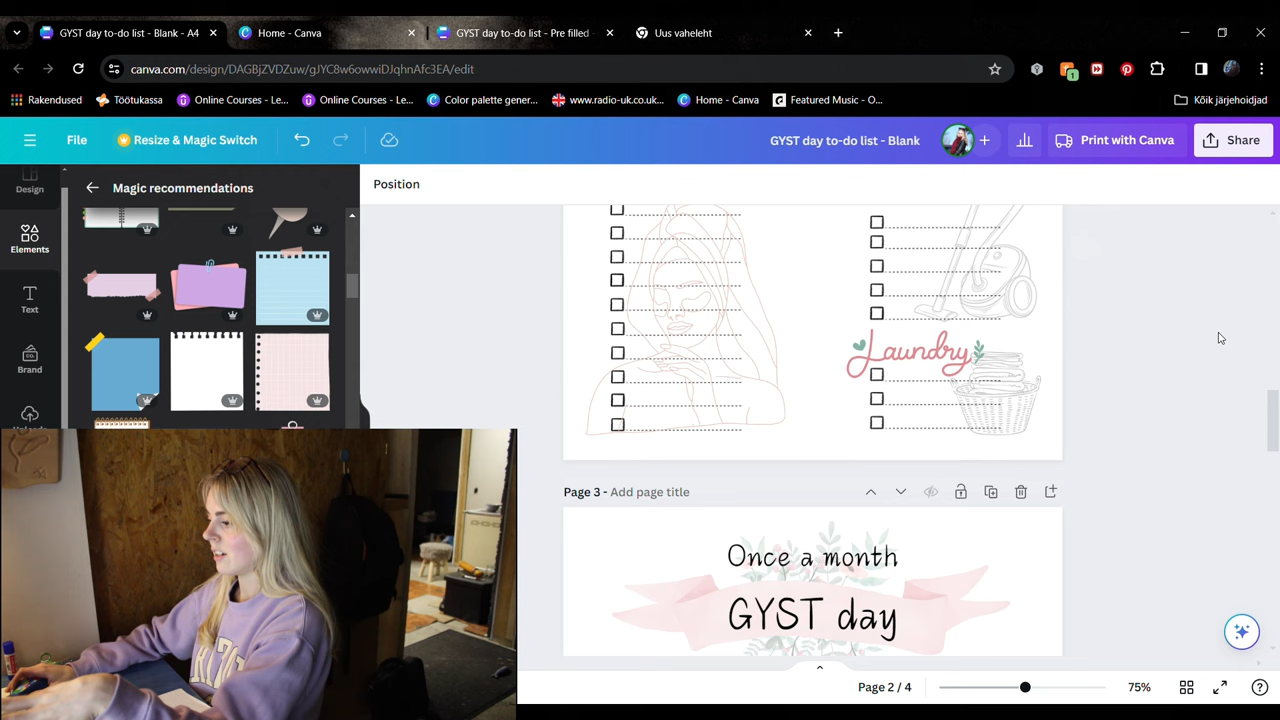 GYST day to-do list - Blank - A4
Home - Canva
GYST day to-do list - Pre filled -
Uus vaheleht
canva.com/design/DAGBjZVDZuw/gJYC8w6owwiDJqhnAfc3EA/edit
1
Rakendused
Töötukassa
Online Courses - Le...
Online Courses - Le...
Color palette gener...
www.radio-uk.co.uk...
Home - Canva
Featured Music - O...
Kõik järjehoidjad
File
Resize & Magic Switch
GYST day to-do list - Blank
Print with Canva
Share
Design
Magic recommendations
Position
Elements
Text
Brand
Laundry
Page 3 - Add page title
Once a month
GYST day
Page 2 / 4
75%